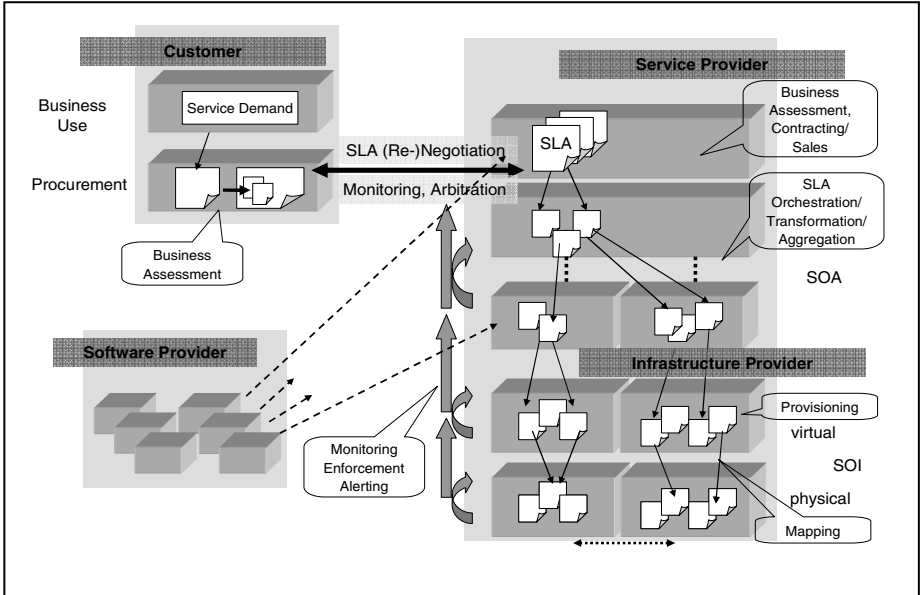 Customer
Service Provider
Business
Use
Service Demand
Business
Assessment,
Contracting/
Sales
SLA
SLA (Re-)Negotiation
Procurement
Monitoring, Arbitration
SLA
Orchestration/
Transformation/
Aggregation
Business
Assessment
SOA
Software Provider
Infrastructure Provider
Provisioning
virtual
Monitoring
Enforcement
Alerting
SOI
physical
Mapping